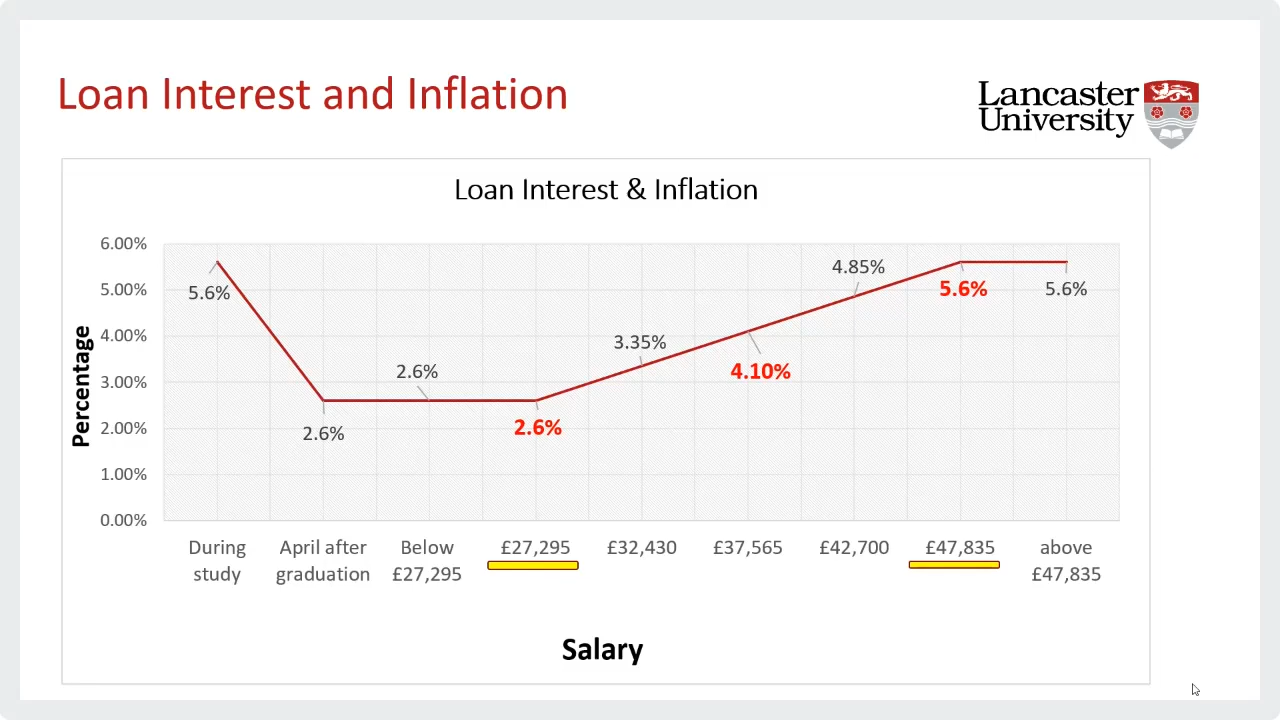 Loan Interest and Inflation
Lancaster
University
Loan Interest & Inflation
6.00%
5.00%
4.00%
3.00%
2.00%
1.00%
0.00%
Percentage
5.6%
2.6%
2.6%
2.6%
3.35%
4.10%
4.85%
5.6%
5.6%
During
study
April after
graduation
Below
£27,295
£27,295
£32,430
£37,565
£42,700
£47,835
above
£47,835
Salary